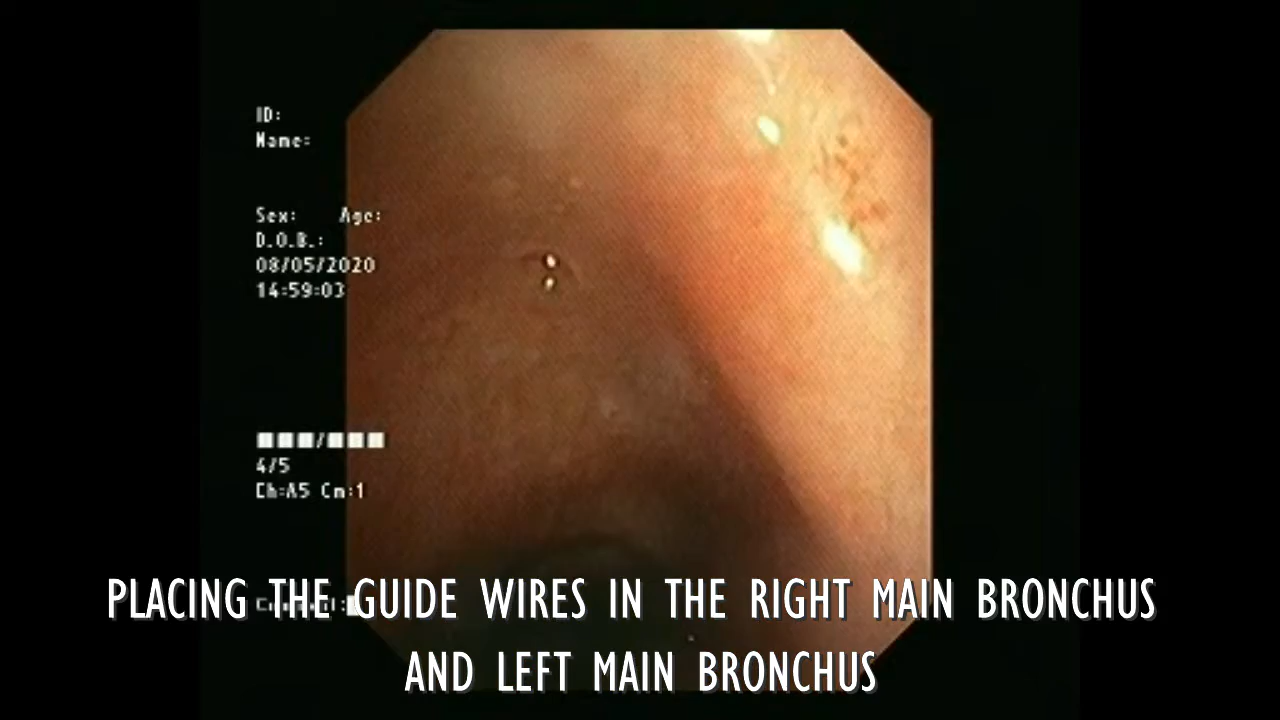 ID:
Name:
Sex: Age:
D.O.B.:
08/05/2020
14:59:03
■■■/■■■
4/5
Ch:A5 Cm:1
PLACING THE GUIDE WIRES IN THE RIGHT MAIN BRONCHUS
AND LEFT MAIN BRONCHUS